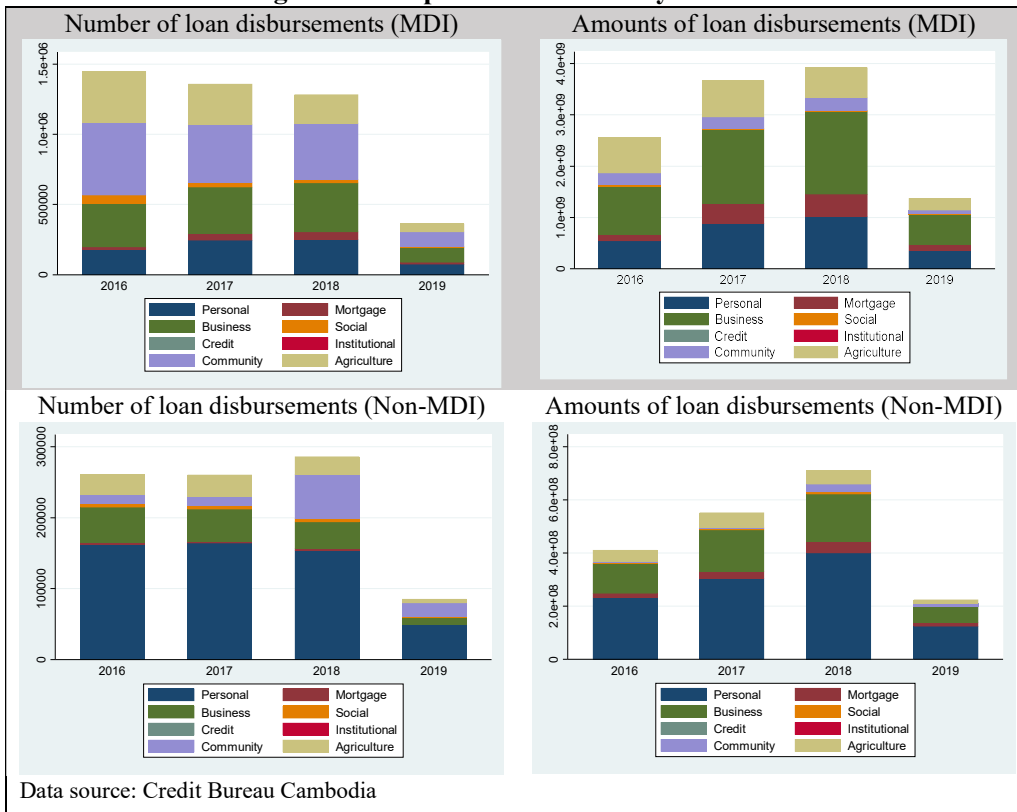 Number of loan disbursements (MDI)
1.5e+06
1.0e+06
500000
0
2016 2017 2018 2019
Personal Mortgage
Business Social
Credit Institutional
Community Agriculture
Amounts of loan disbursements (MDI)
4.0e+09
3.0e+09
2.0e+09
1.0e+09
0
2016 2017 2018 2019
Personal Mortgage
Business Social
Credit Institutional
Community Agriculture
Number of loan disbursements (Non-MDI)
300000
200000
100000
0
2016 2017 2018 2019
Personal Mortgage
Business Social
Credit Institutional
Community Agriculture
Amounts of loan disbursements (Non-MDI)
8.0e+08
6.0e+08
4.0e+08
2.0e+08
0
2016 2017 2018 2019
Personal Mortgage
Business Social
Credit Institutional
Community Agriculture
Data source: Credit Bureau Cambodia